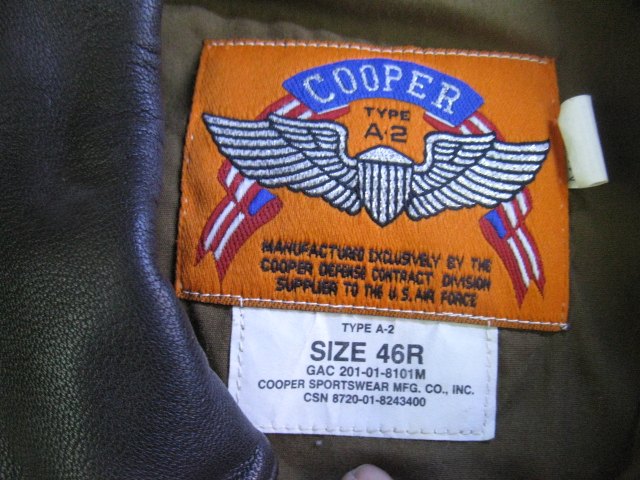 COOPER
TYPE
A-2
MANUFACTURED EXCLUSIVELY BY THE
COOPER DEFENSE CONTRACT DIVISION
SUPPLIER TO THE U.S. AIR FORCE
TYPE A-2
SIZE 46R
GAC 201-01-8101M
COOPER SPORTSWEAR MFG. CO., INC.
CSN 8720-01-8243400